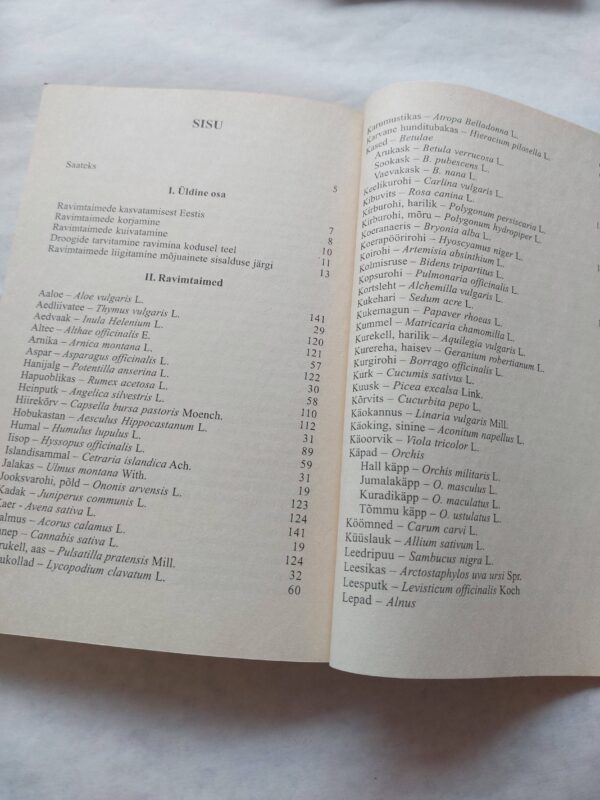 SISU
Saateks 5
I. Üldine osa
Ravimtaimede kasvatamisest Eestis 7
Ravimtaimede korjamine 8
Ravimtaimede kuivatamine 10
Droogide tarvitamine ravimina kodusel teel 11
Ravimtaimede liigitamine mõjuainete sisalduse järgi 13
II. Ravimtaimed
Aaloe – Aloe vulgaris L. 141
Aedliivatee – Thymus vulgaris L. 29
Aedvaak – Inula Helenium L. 120
Altee – Althae officinalis E. 121
Arnika – Arnica montana L. 57
Aspar – Asparagus officinalis L. 122
Hanijalg – Potentilla anserina L. 30
Hapuoblikas – Rumex acetosa L. 58
Heinputk – Angelica silvestris L. 110
Hiirekõrv – Capsella bursa pastoris Moench. 112
Hobukastan – Aesculus Hippocastanum L. 31
Humal – Humulus lupulus L. 89
Iisop – Hyssopus officinalis L. 59
Islandisammal – Cetraria islandica Ach. 31
Jalakas – Ulmus montana With. 19
Jooksvarohi, põld – Ononis arvensis L. 123
Kadak – Juniperus communis L. 124
Kaer - Avena sativa L. 141
almus – Acorus calamus L. 19
nep – Cannabis sativa L. 124
rukell, aas – Pulsatilla pratensis Mill. 32
ukollad – Lycopodium clavatum L. 60
Karumustikas – Atropa Belladonna L.
Karvane hunditubakas – Hieracium pilosella L.
Kased – Betulae
Arukask – Betula verrucosa L.
Sookask – B. pubescens L.
Vaevakask – B. nana L.
Keelikurohi – Carlina vulgaris L.
Kibuvits – Rosa canina L.
Kirburohi, harilik – Polygonum persicaria L.
Kirburohi, mõru – Polygonum hydropiper L.
Koeranaeris – Bryonia alba L.
Koerapöörirohi – Hyoscyamus niger L.
Koirohi – Artemisia absinthium L.
Kolmisruse – Bidens tripartitus L.
Kopsurohi – Pulmonaria officinalis L.
Kortsleht – Alchemilla vulgaris L.
Kukehari – Sedum acre L.
Kukemagun – Papaver rhoeas L.
Kummel – Matricaria chamomilla L.
Kurekell, harilik – Aquilegia vulgaris L.
Kurereha, haisev – Geranium robertianum L.
Kurgirohi – Borrago officinalis L.
Kurk – Cucumis sativus L.
Kuusk – Picea excalsa Link.
Kõrvits – Cucurbita pepo L.
Käokannus – Linaria vulgaris Mill.
Käoking, sinine – Aconitum napellus L.
Käoorvik – Viola tricolor L.
Käpad – Orchis
Hall käpp – Orchis militaris L.
Jumalakäpp – O. masculus L.
Kuradikäpp – O. maculatus L.
Tõmmu käpp – O. ustulatus L.
Köömned – Carum carvi L.
Küüslauk – Allium sativum L.
Leedripuu – Sambucus nigra L.
Leesikas – Arctostaphylos uva ursi Spr.
Leesputk – Levisticum officinalis Koch
Lepad – Alnus